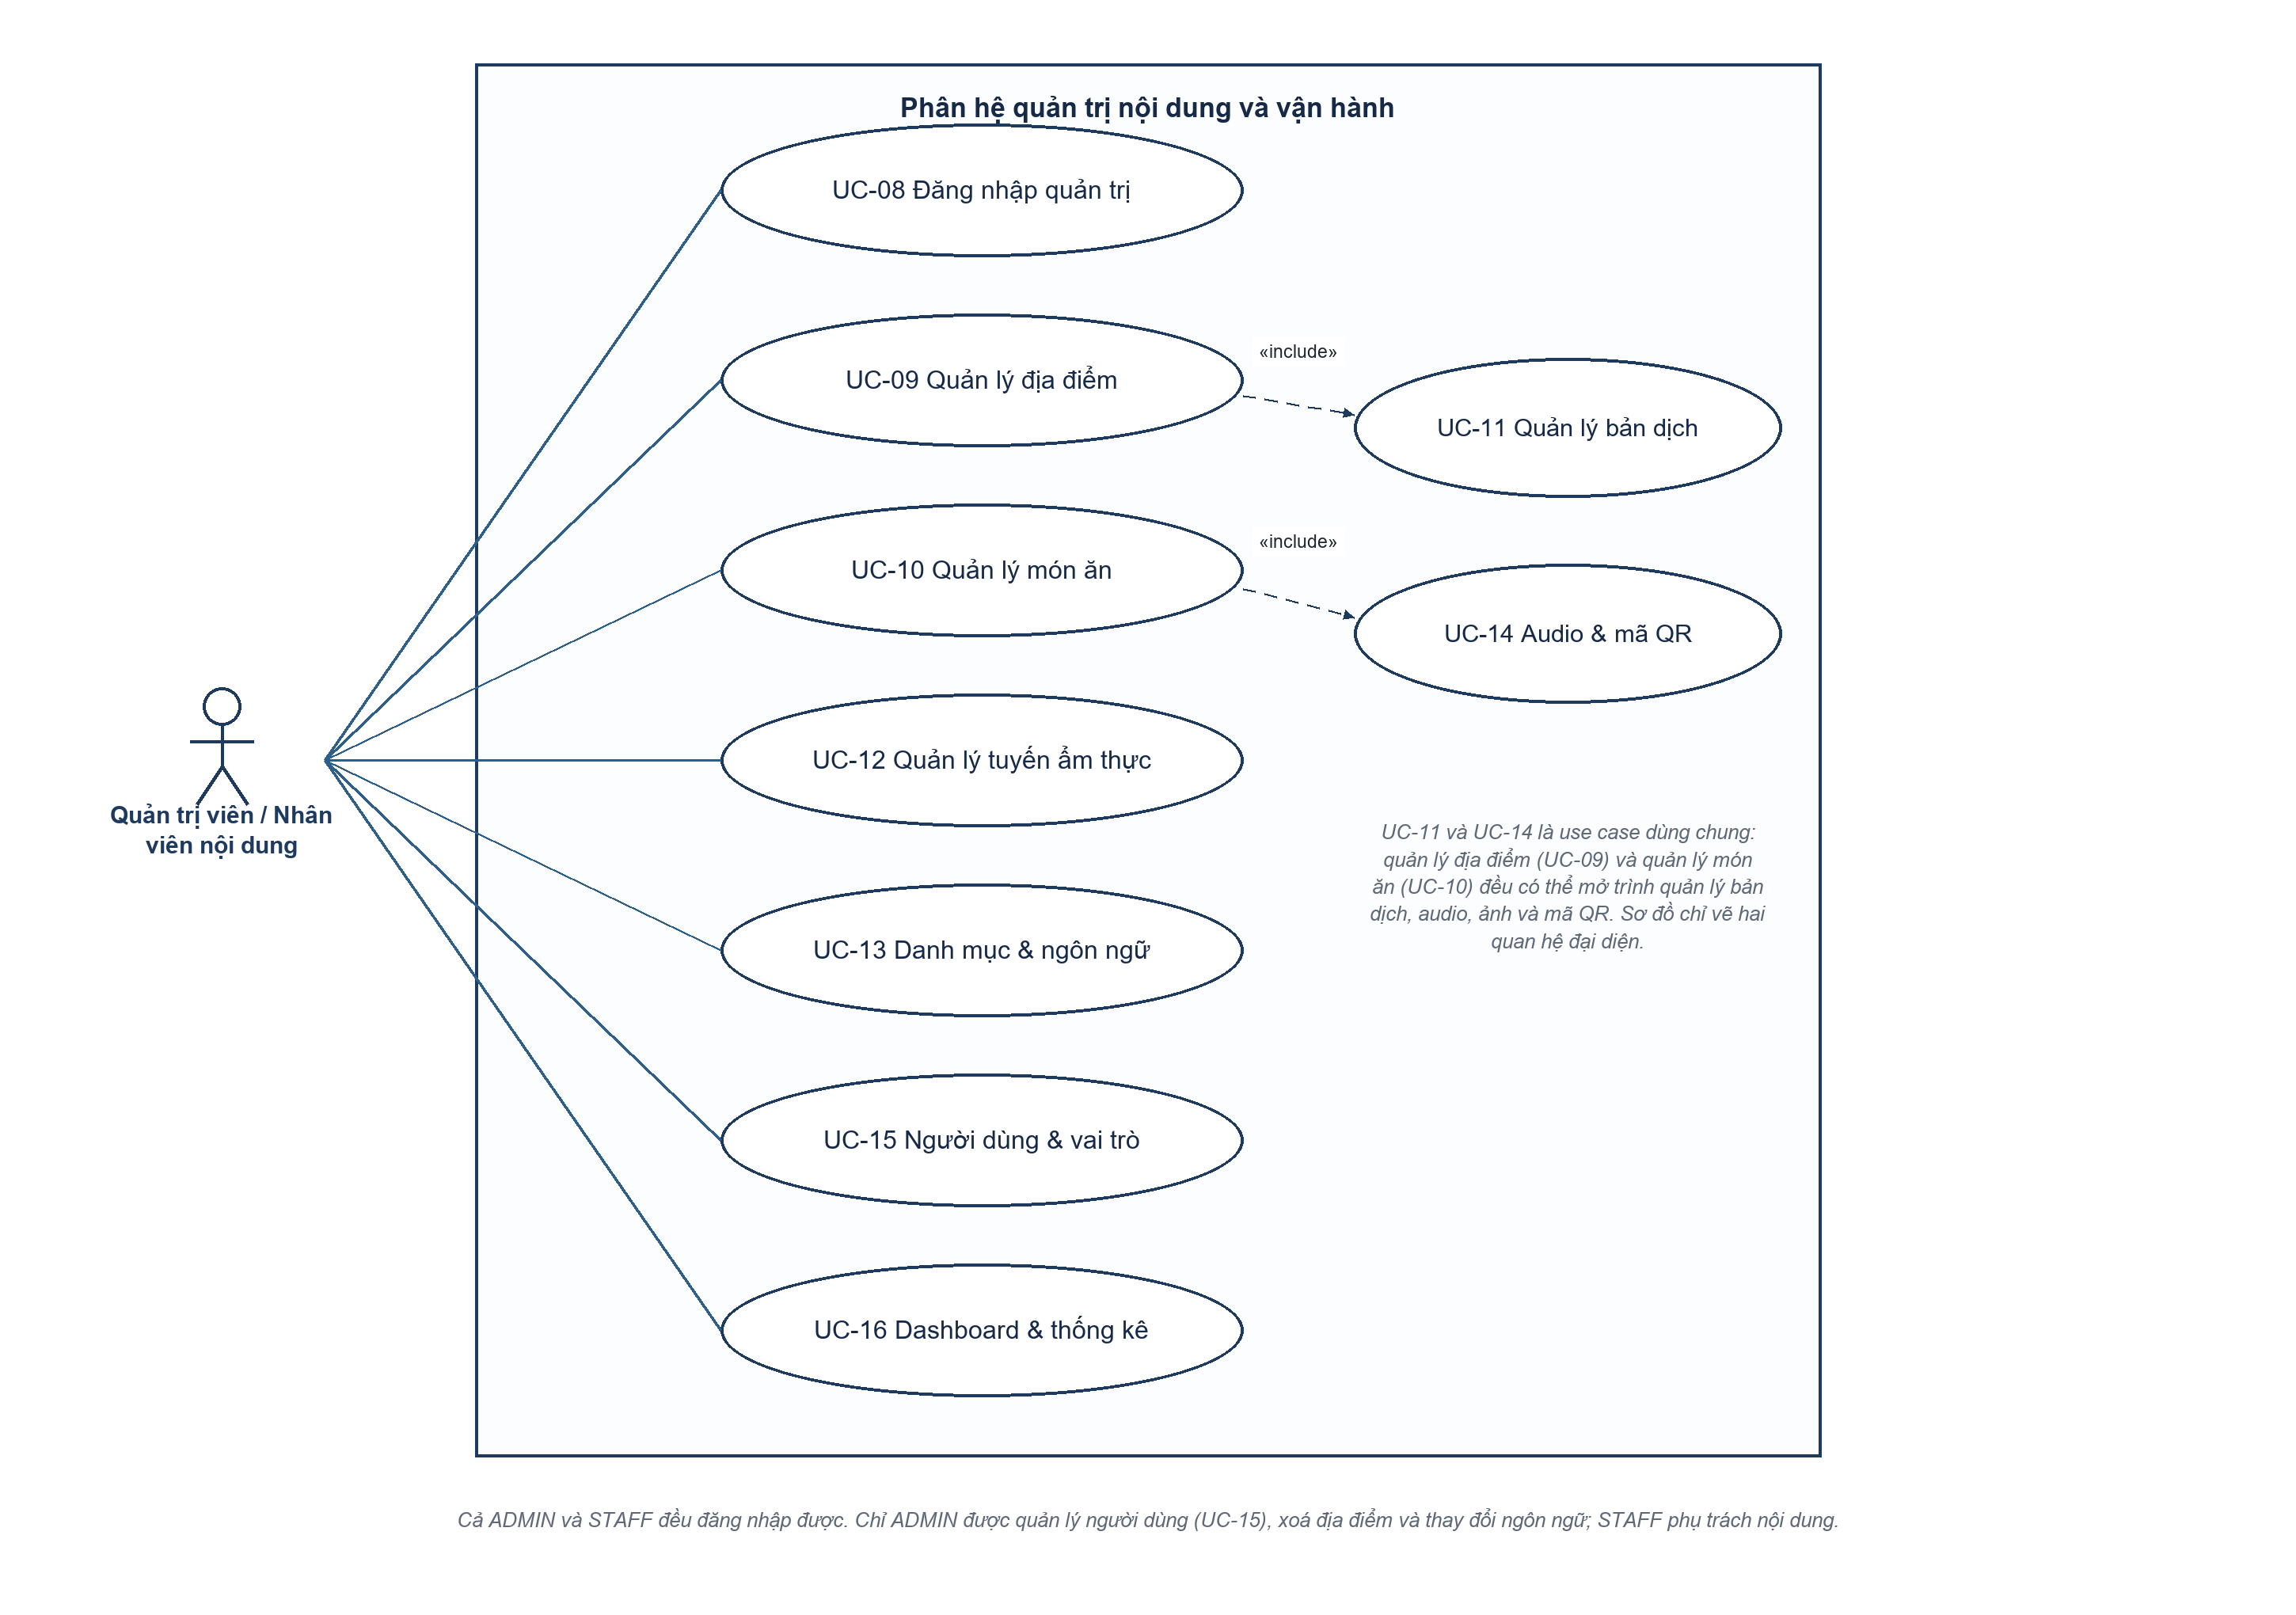 Phân hệ quản trị nội dung và vận hành
UC-08 Đăng nhập quản trị
UC-09 Quản lý địa điểm
«include»
UC-11 Quản lý bản dịch
UC-10 Quản lý món ăn
«include»
UC-14 Audio & mã QR
UC-12 Quản lý tuyến ẩm thực
Quản trị viên / Nhân
viên nội dung
UC-11 và UC-14 là use case dùng chung:
quản lý địa điểm (UC-09) và quản lý món
ăn (UC-10) đều có thể mở trình quản lý bản
dịch, audio, ảnh và mã QR. Sơ đồ chỉ vẽ hai
quan hệ đại diện.
UC-13 Danh mục & ngôn ngữ
UC-15 Người dùng & vai trò
UC-16 Dashboard & thống kê
Cả ADMIN và STAFF đều đăng nhập được. Chỉ ADMIN được quản lý người dùng (UC-15), xoá địa điểm và thay đổi ngôn ngữ; STAFF phụ trách nội dung.